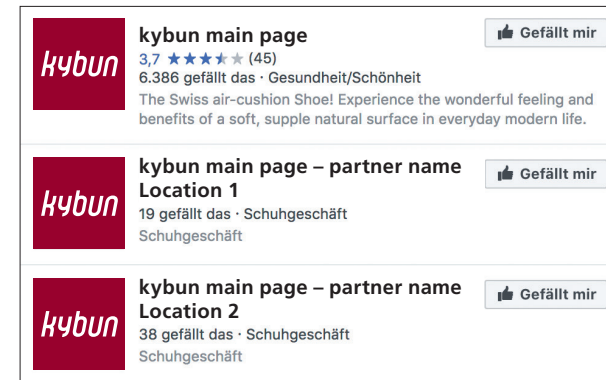 kybun
kybun main page
Gefällt mir
3,7 ★★★★★ (45)
6.386 gefällt das · Gesundheit/Schönheit
The Swiss air-cushion Shoe! Experience the wonderful feeling and
benefits of a soft, supple natural surface in everyday modern life.
kybun
kybun main page – partner name
Location 1
Gefällt mir
19 gefällt das · Schuhgeschäft
Schuhgeschäft
kybun
kybun main page – partner name
Location 2
Gefällt mir
38 gefällt das · Schuhgeschäft
Schuhgeschäft